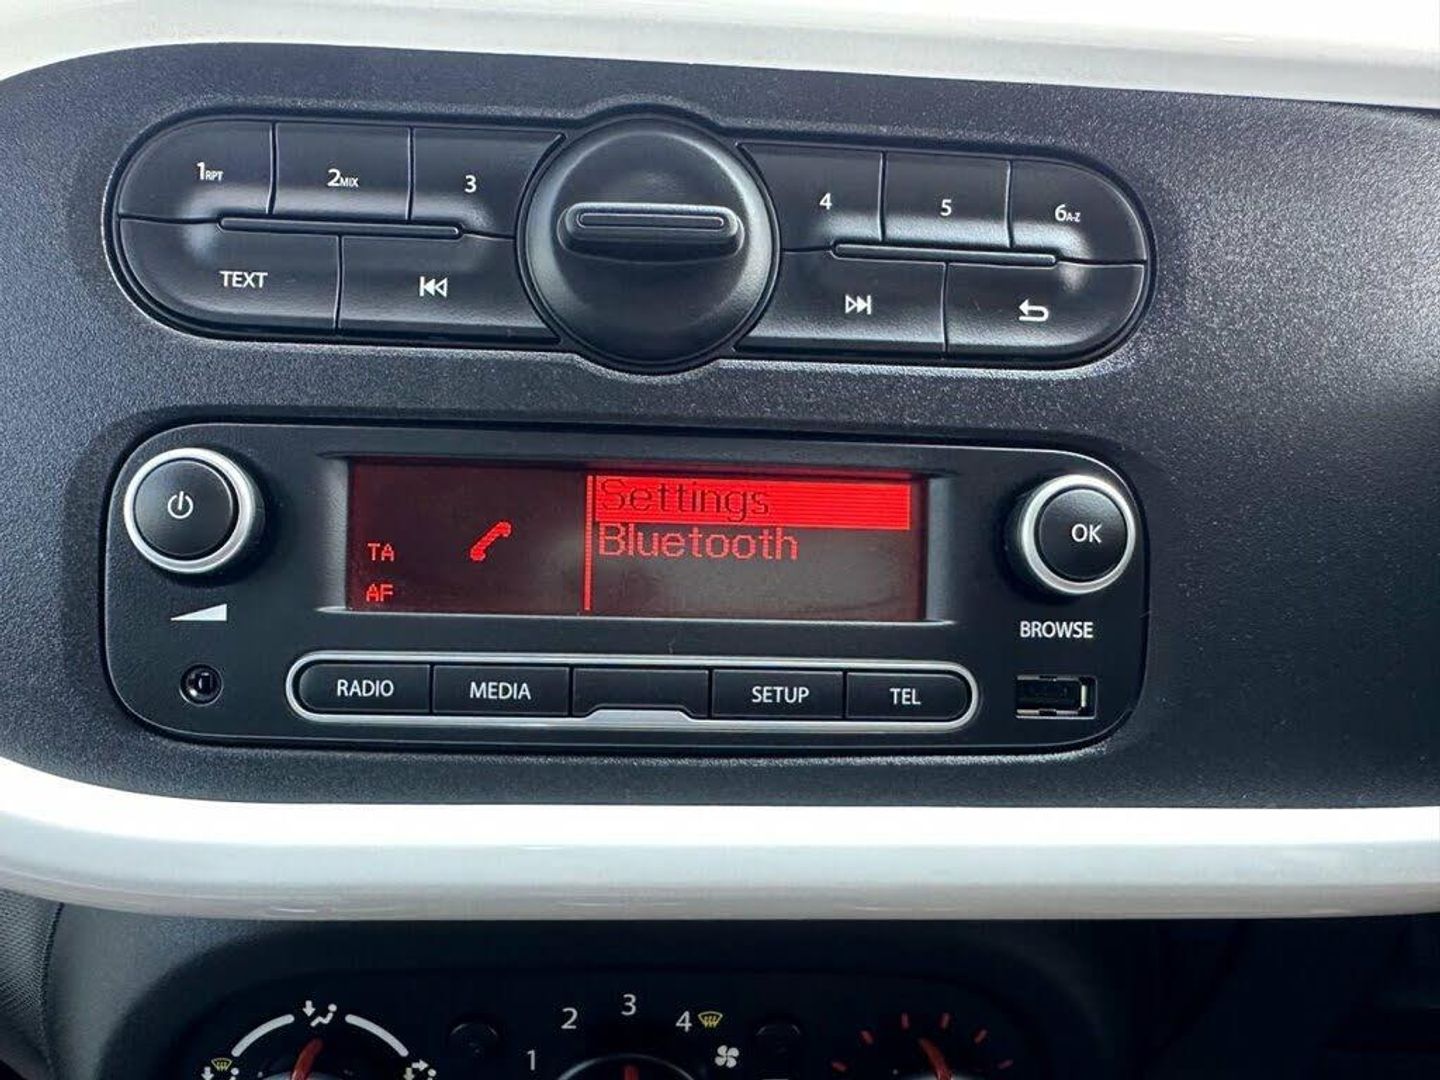 1RPT 2MIX 3 4 5 6A-Z
TEXT
Settings
Bluetooth
TA
AF
OK
BROWSE
RADIO MEDIA SETUP TEL
1 2 3 4